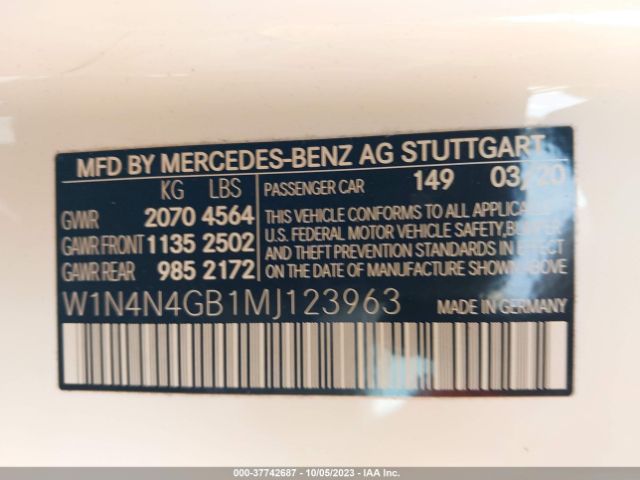 MFD BY MERCEDES-BENZ AG STUTTGART
KG LBS
PASSENGER CAR 149 03/20
GVWR 2070 4564
GAWR FRONT 1135 2502
GAWR REAR 985 2172
THIS VEHICLE CONFORMS TO ALL APPLICABLE
U.S. FEDERAL MOTOR VEHICLE SAFETY, BUMPER
AND THEFT PREVENTION STANDARDS IN EFFECT
ON THE DATE OF MANUFACTURE SHOWN ABOVE.
W1N4N4GB1MJ123963 MADE IN GERMANY
000-37742687 - 10/05/2023 - IAA Inc.